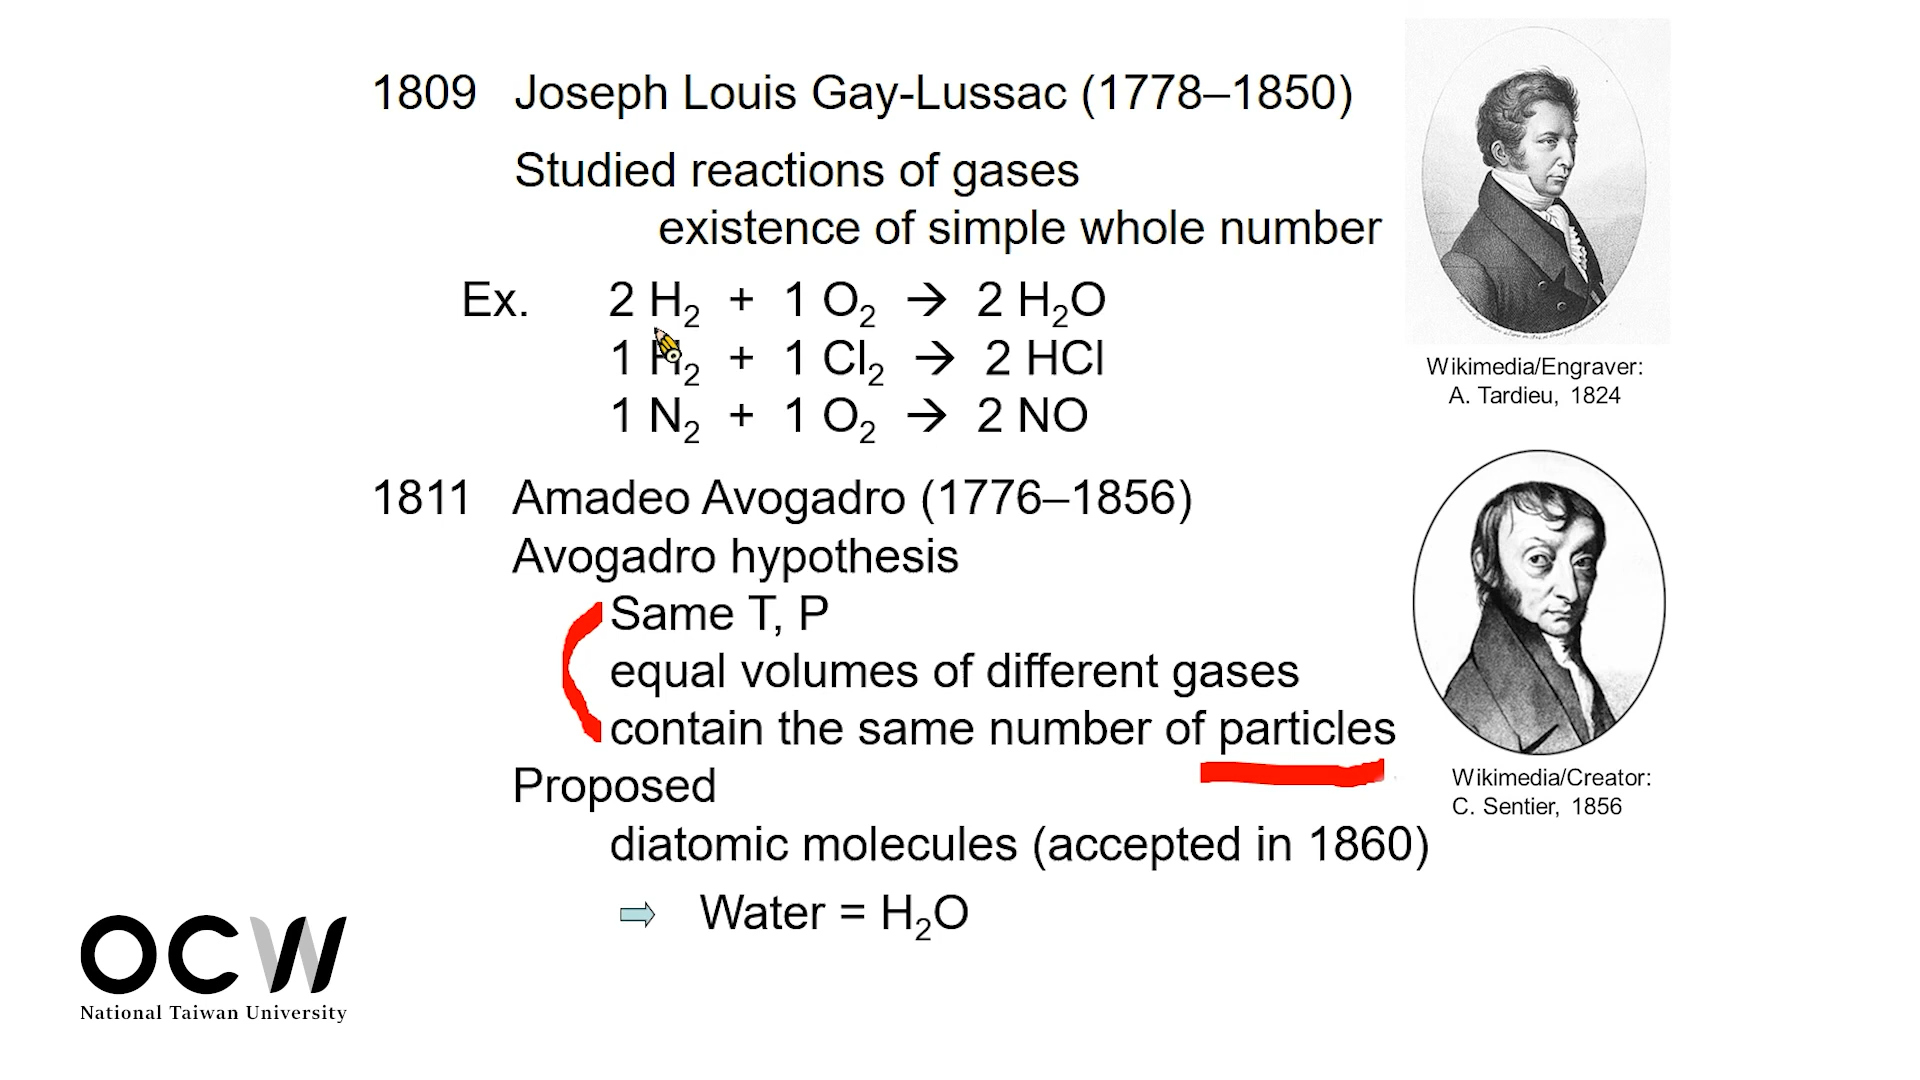 1809 Joseph Louis Gay-Lussac (1778–1850)
Studied reactions of gases
existence of simple whole number
Ex. 2 H₂ + 1 O₂ → 2 H₂O
1 H₂ + 1 Cl₂ → 2 HCl
1 N₂ + 1 O₂ → 2 NO
Wikimedia/Engraver:
A. Tardieu, 1824
1811 Amadeo Avogadro (1776–1856)
Avogadro hypothesis
Same T, P
equal volumes of different gases
contain the same number of particles
Proposed
diatomic molecules (accepted in 1860)
⇨ Water = H₂O
Wikimedia/Creator:
C. Sentier, 1856
OCW
National Taiwan University